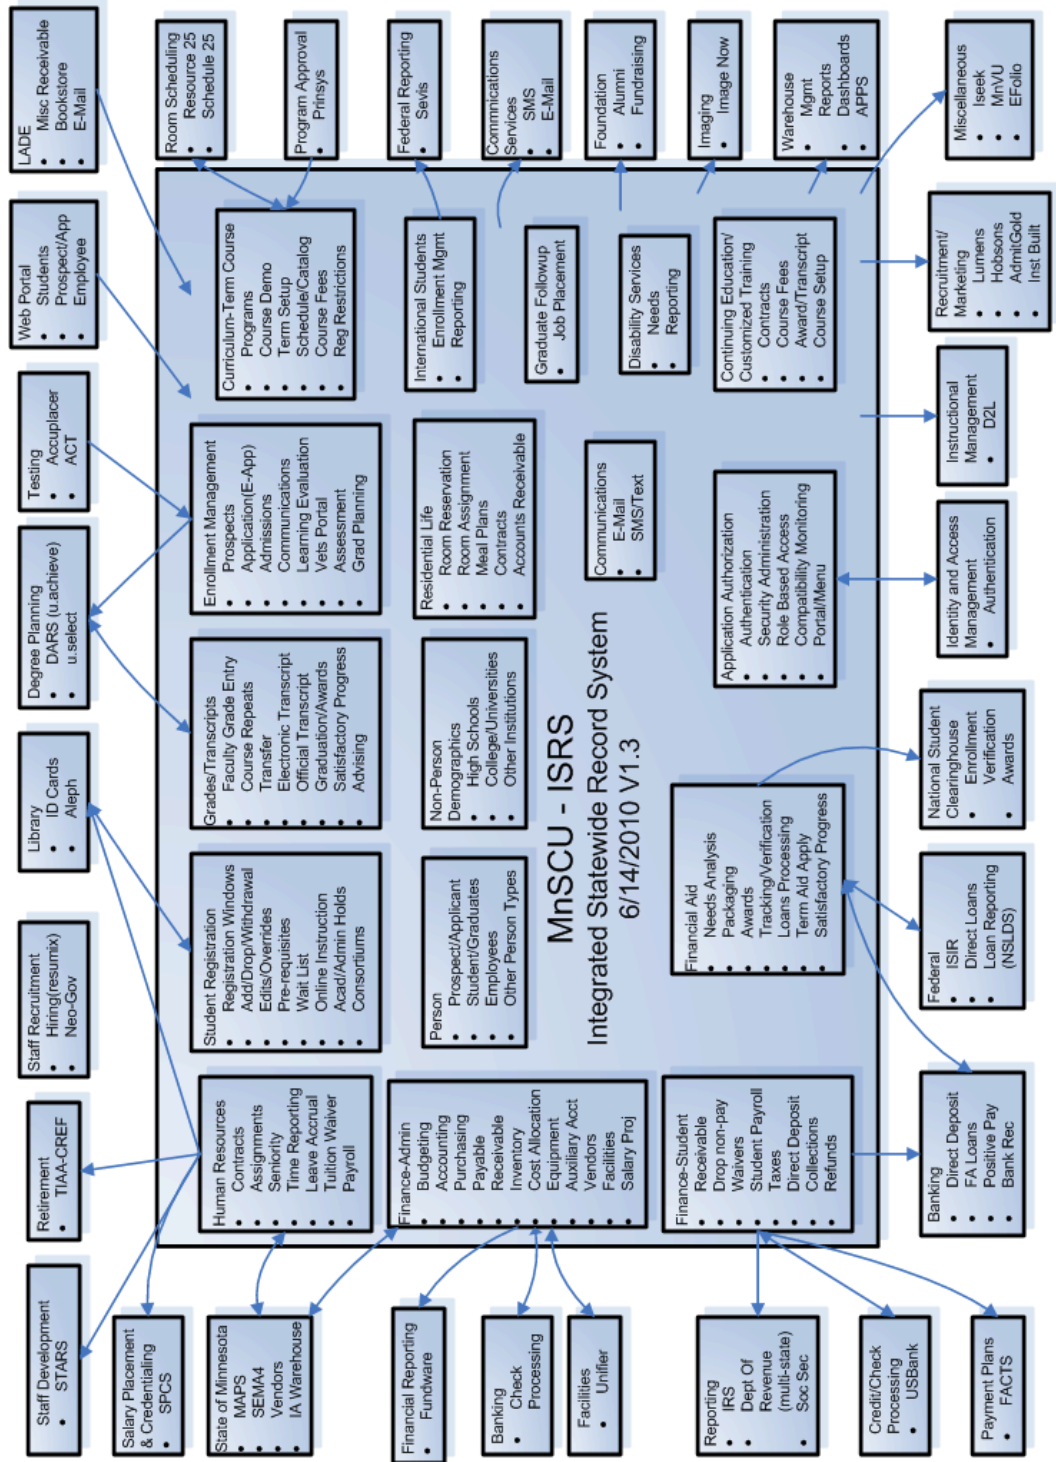 Staff Development
• STARS
Retirement
• TIAA-CREF
Staff Recruitment
• Hiring(resumix)
• Neo-Gov
Library
• ID Cards
• Aleph
Degree Planning
• DARS (u.achieve)
• u.select
Testing
• Accuplacer
• ACT
Web Portal
• Students
• Prospect/App
• Employee
LADE
• Misc Receivable
• Bookstore
• E-Mail
Salary Placement
& Credentialing
• SPCS
State of Minnesota
• MAPS
• SEMA4
• Vendors
• IA Warehouse
Financial Reporting
• Fundware
Banking
• Check
Processing
Facilities
• Unifier
Reporting
• IRS
• Dept Of
Revenue
(multi-state)
• Soc Sec
Credit/Check
Processing
• USBank
Payment Plans
• FACTS
Human Resources
• Contracts
• Assignments
• Seniority
• Time Reporting
• Leave Accrual
• Tuition Waiver
• Payroll
Student Registration
• Registration Windows
• Add/Drop/Withdrawal
• Edits/Overrides
• Pre-requisites
• Wait List
• Online Instruction
• Acad/Admin Holds
• Consortiums
Grades/Transcripts
• Faculty Grade Entry
• Course Repeats
• Transfer
• Electronic Transcript
• Official Transcript
• Graduation/Awards
• Satisfactory Progress
• Advising
Enrollment Management
• Prospects
• Application(E-App)
• Admissions
• Communications
• Learning Evaluation
• Vets Portal
• Assessment
• Grad Planning
Curriculum-Term Course
• Programs
• Course Demo
• Term Setup
• Schedule/Catalog
• Course Fees
• Reg Restrictions
Finance-Admin
• Budgeting
• Accounting
• Purchasing
• Payable
• Receivable
• Inventory
• Cost Allocation
• Equipment
• Auxiliary Acct
• Vendors
• Facilities
• Salary Proj
Person
• Prospect/Applicant
• Student/Graduates
• Employees
• Other Person Types
Non-Person
Demographics
• High Schools
• College/Universities
• Other Institutions
Residential Life
• Room Reservation
• Room Assignment
• Meal Plans
• Contracts
• Accounts Receivable
International Students
• Enrollment Mgmt
• Reporting
Graduate Followup
• Job Placement
MnSCU - ISRS
Integrated Statewide Record System
6/14/2010 V1.3
Communications
• E-Mail
• SMS/Text
Disability Services
• Needs
• Reporting
Finance-Student
• Receivable
• Drop non-pay
• Waivers
• Student Payroll
• Taxes
• Direct Deposit
• Collections
• Refunds
Financial Aid
• Needs Analysis
• Packaging
• Awards
• Tracking/Verification
• Loans Processing
• Term Aid Apply
• Satisfactory Progress
Application Authorization
• Authentication
• Security Administration
• Role Based Access
• Compatibility Monitoring
• Portal/Menu
Continuing Education/
Customized Training
• Contracts
• Course Fees
• Award/Transcript
• Course Setup
Room Scheduling
• Resource 25
• Schedule 25
Program Approval
• Prinsys
Federal Reporting
• Sevis
Commnications
Services
• SMS
• E-Mail
Foundation
• Alumni
• Fundraising
Imaging
• Image Now
Warehouse
• Mgmt
• Reports
• Dashboards
• APPS
Banking
• Direct Deposit
• FA Loans
• Positive Pay
• Bank Rec
Federal
• ISIR
• Direct Loans
• Loan Reporting
(NSLDS)
National Student
Clearinghouse
• Enrollment
• Verification
• Awards
Identity and Access
Management
• Authentication
Instructional
Management
• D2L
Recruitment/
Marketing
• Lumens
• Hobsons
• AdmitGold
• Inst Built
Miscellaneous
• Iseek
• MnVU
• EFolio